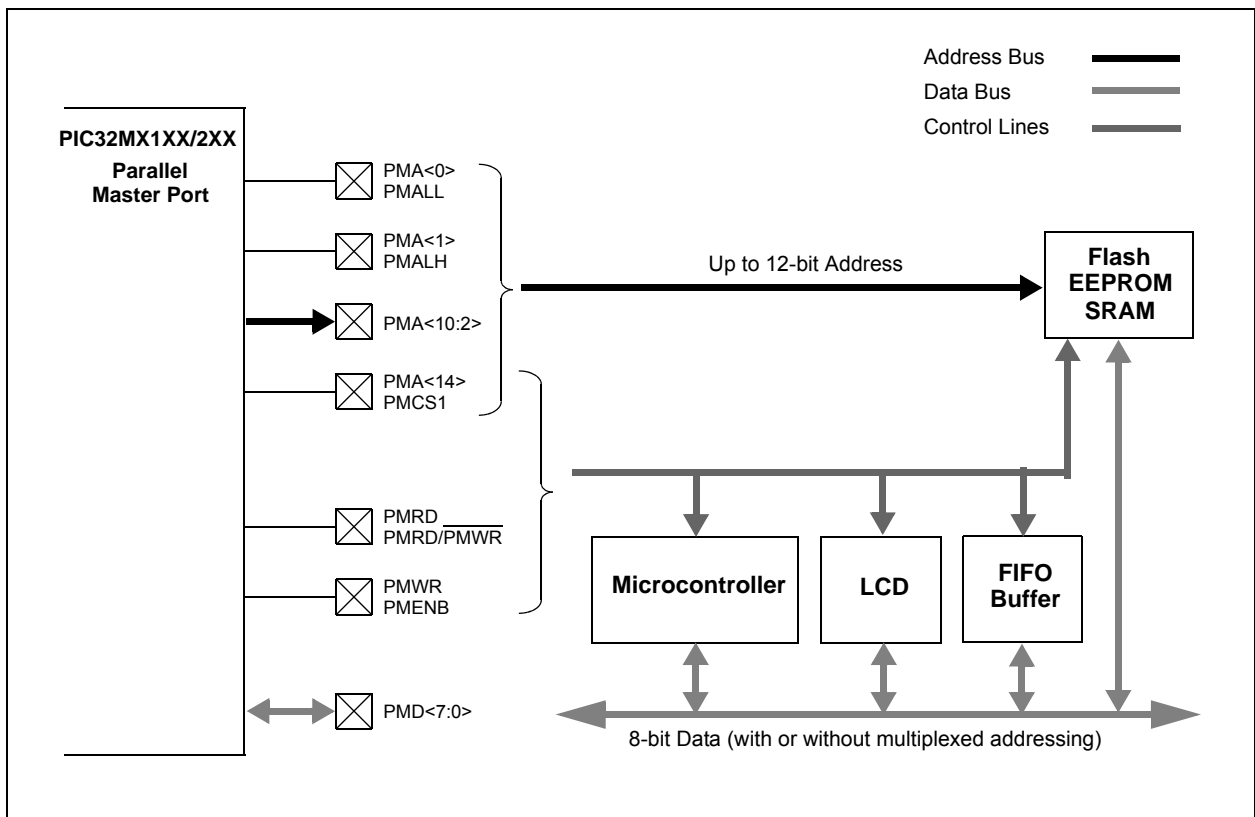 Address Bus
Data Bus
Control Lines
PIC32MX1XX/2XX
Parallel
Master Port
PMA<0>
PMALL
PMA<1>
PMALH
PMA<10:2>
PMA<14>
PMCS1
PMRD
PMRD/PMWR
PMWR
PMENB
PMD<7:0>
Up to 12-bit Address
Flash
EEPROM
SRAM
Microcontroller
LCD
FIFO
Buffer
8-bit Data (with or without multiplexed addressing)